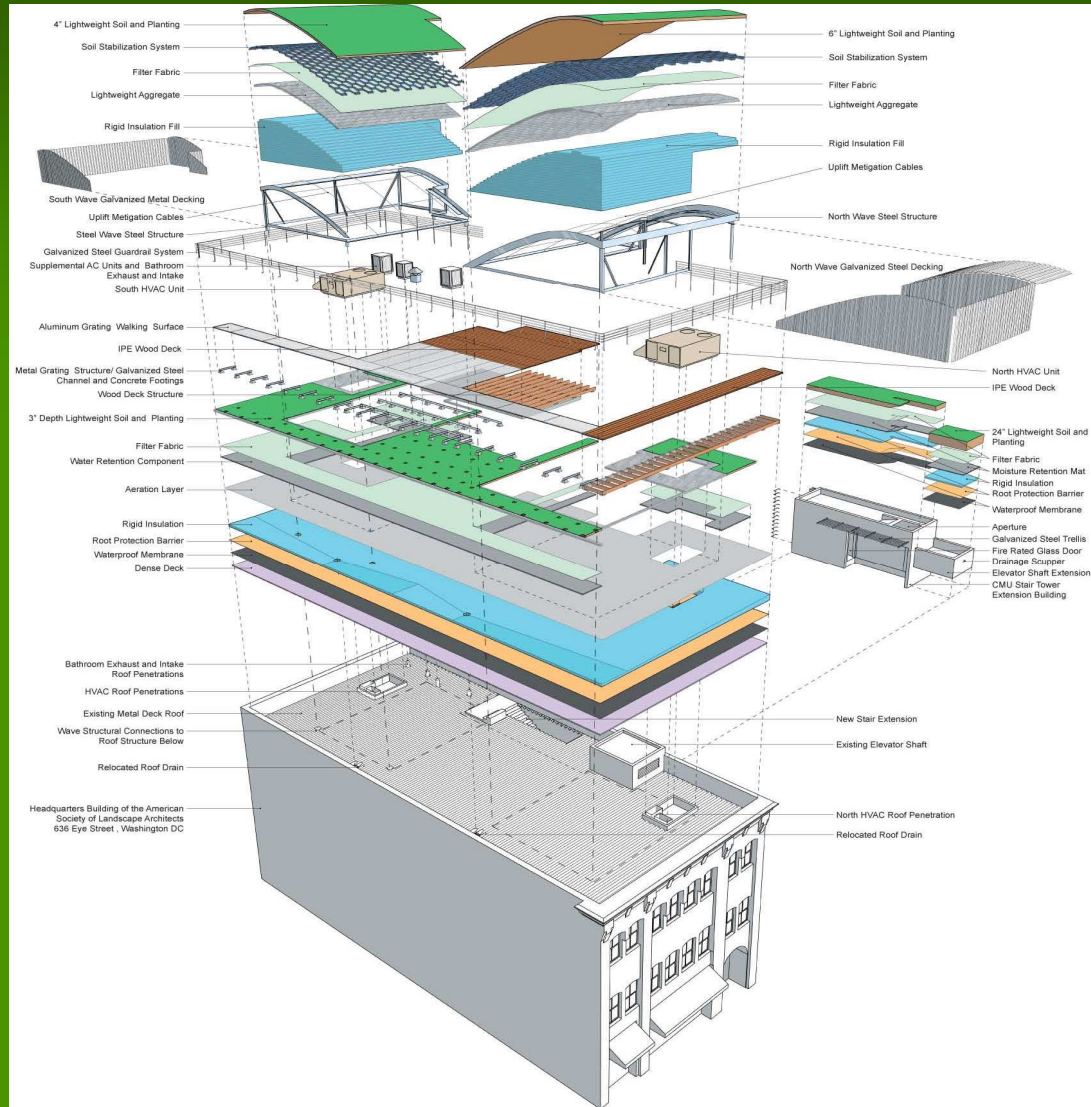 4" Lightweight Soil and Planting
Soil Stabilization System
Filter Fabric
Lightweight Aggregate
Rigid Insulation Fill
South Wave Galvanized Metal Decking
Uplift Metigation Cables
Steel Wave Steel Structure
Galvanized Steel Guardrail System
Supplemental AC Units and Bathroom
Exhaust and Intake
South HVAC Unit
Aluminum Grating Walking Surface
IPE Wood Deck
Metal Grating Structure/ Galvanized Steel
Channel and Concrete Footings
Wood Deck Structure
3" Depth Lightweight Soil and Planting
Filter Fabric
Water Retention Component
Aeration Layer
Rigid Insulation
Root Protection Barrier
Waterproof Membrane
Dense Deck
Bathroom Exhaust and Intake
Roof Penetrations
HVAC Roof Penetrations
Existing Metal Deck Roof
Wave Structural Connections to
Roof Structure Below
Relocated Roof Drain
Headquarters Building of the American
Society of Landscape Architects
636 Eye Street , Washington DC
6" Lightweight Soil and Planting
Soil Stabilization System
Filter Fabric
Lightweight Aggregate
Rigid Insulation Fill
Uplift Metigation Cables
North Wave Steel Structure
North Wave Galvanized Steel Decking
North HVAC Unit
IPE Wood Deck
24" Lightweight Soil and
Planting
Filter Fabric
Moisture Retention Mat
Rigid Insulation
Root Protection Barrier
Waterproof Membrane
Aperture
Galvanized Steel Trellis
Fire Rated Glass Door
Drainage Scupper
Elevator Shaft Extension
CMU Stair Tower
Extension Building
New Stair Extension
Existing Elevator Shaft
North HVAC Roof Penetration
Relocated Roof Drain